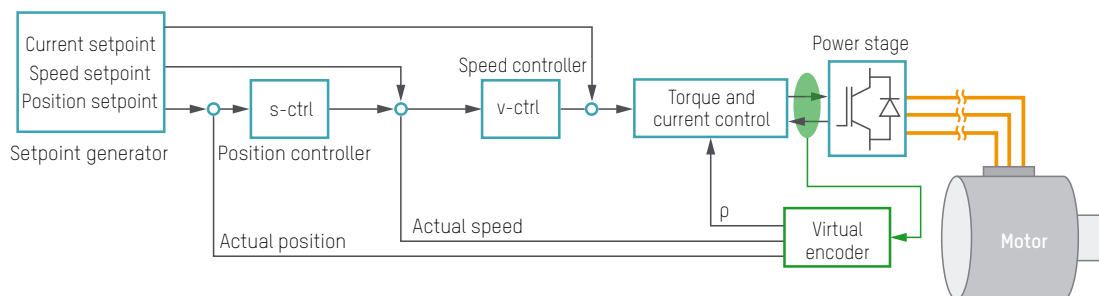 Current setpoint
Speed setpoint
Position setpoint
Setpoint generator
s-ctrl
Position controller
Speed controller
v-ctrl
Torque and
current control
Power stage
ρ
Actual speed
Actual position
Virtual
encoder
Motor